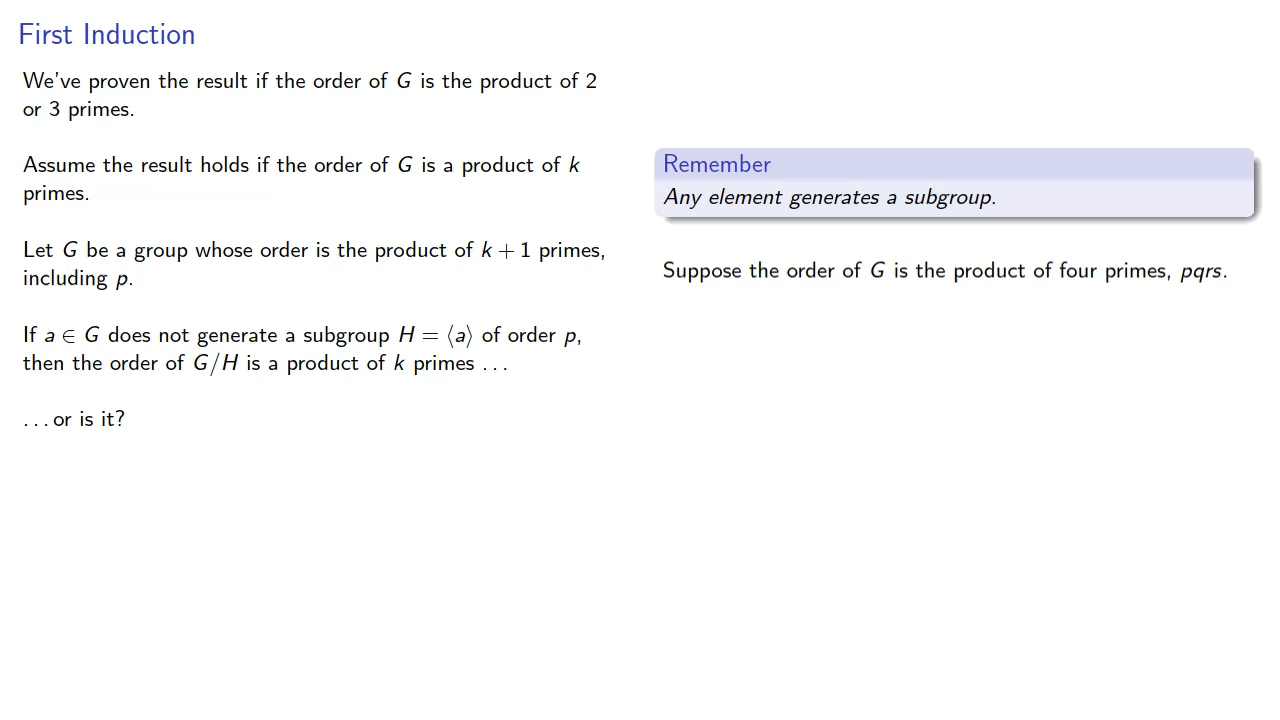 First Induction
We've proven the result if the order of G is the product of 2
or 3 primes.
Assume the result holds if the order of G is a product of k
primes.
Let G be a group whose order is the product of k + 1 primes,
including p.
If a ∈ G does not generate a subgroup H = ⟨a⟩ of order p,
then the order of G/H is a product of k primes ...
...or is it?
Remember
Any element generates a subgroup.
Suppose the order of G is the product of four primes, pqrs.